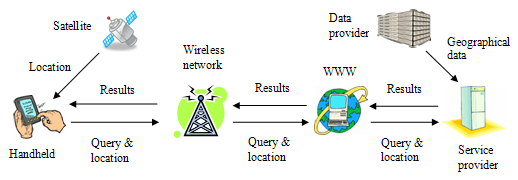 Satellite
Location
Handheld
Results
Query &
location
Wireless
network
Results
Query &
location
WWW
Data
provider
Geographical
data
Results
Query &
location
Service
provider